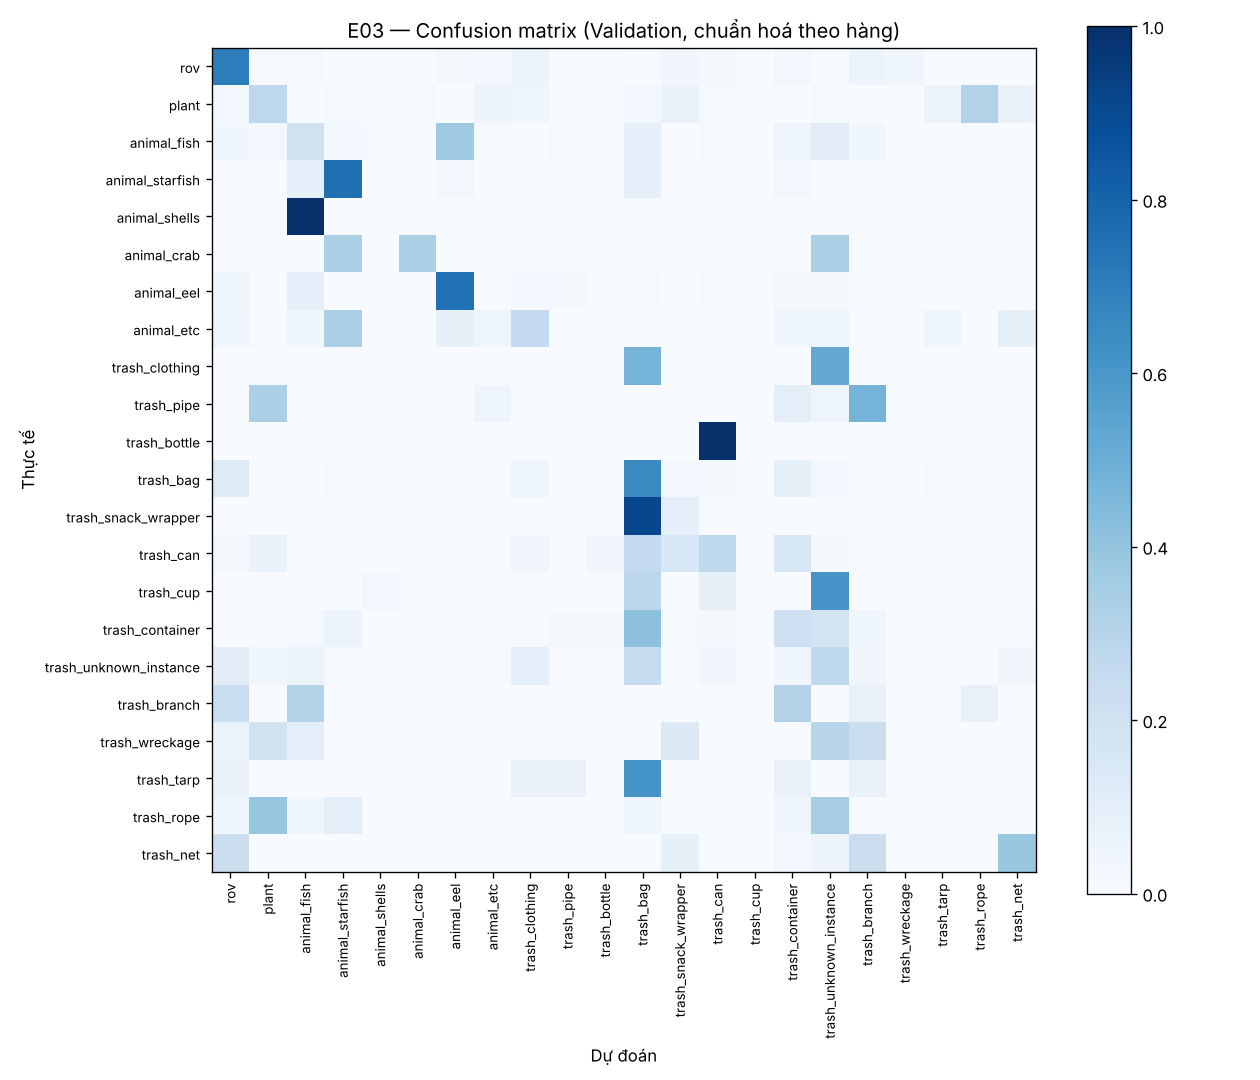 E03 — Confusion matrix (Validation, chuẩn hoá theo hàng)
Thực tế
rov
plant
animal_fish
animal_starfish
animal_shells
animal_crab
animal_eel
animal_etc
trash_clothing
trash_pipe
trash_bottle
trash_bag
trash_snack_wrapper
trash_can
trash_cup
trash_container
trash_unknown_instance
trash_branch
trash_wreckage
trash_tarp
trash_rope
trash_net
rov
plant
animal_fish
animal_starfish
animal_shells
animal_crab
animal_eel
animal_etc
trash_clothing
trash_pipe
trash_bottle
trash_bag
trash_snack_wrapper
trash_can
trash_cup
trash_container
trash_unknown_instance
trash_branch
trash_wreckage
trash_tarp
trash_rope
trash_net
Dự đoán
1.0
0.8
0.6
0.4
0.2
0.0